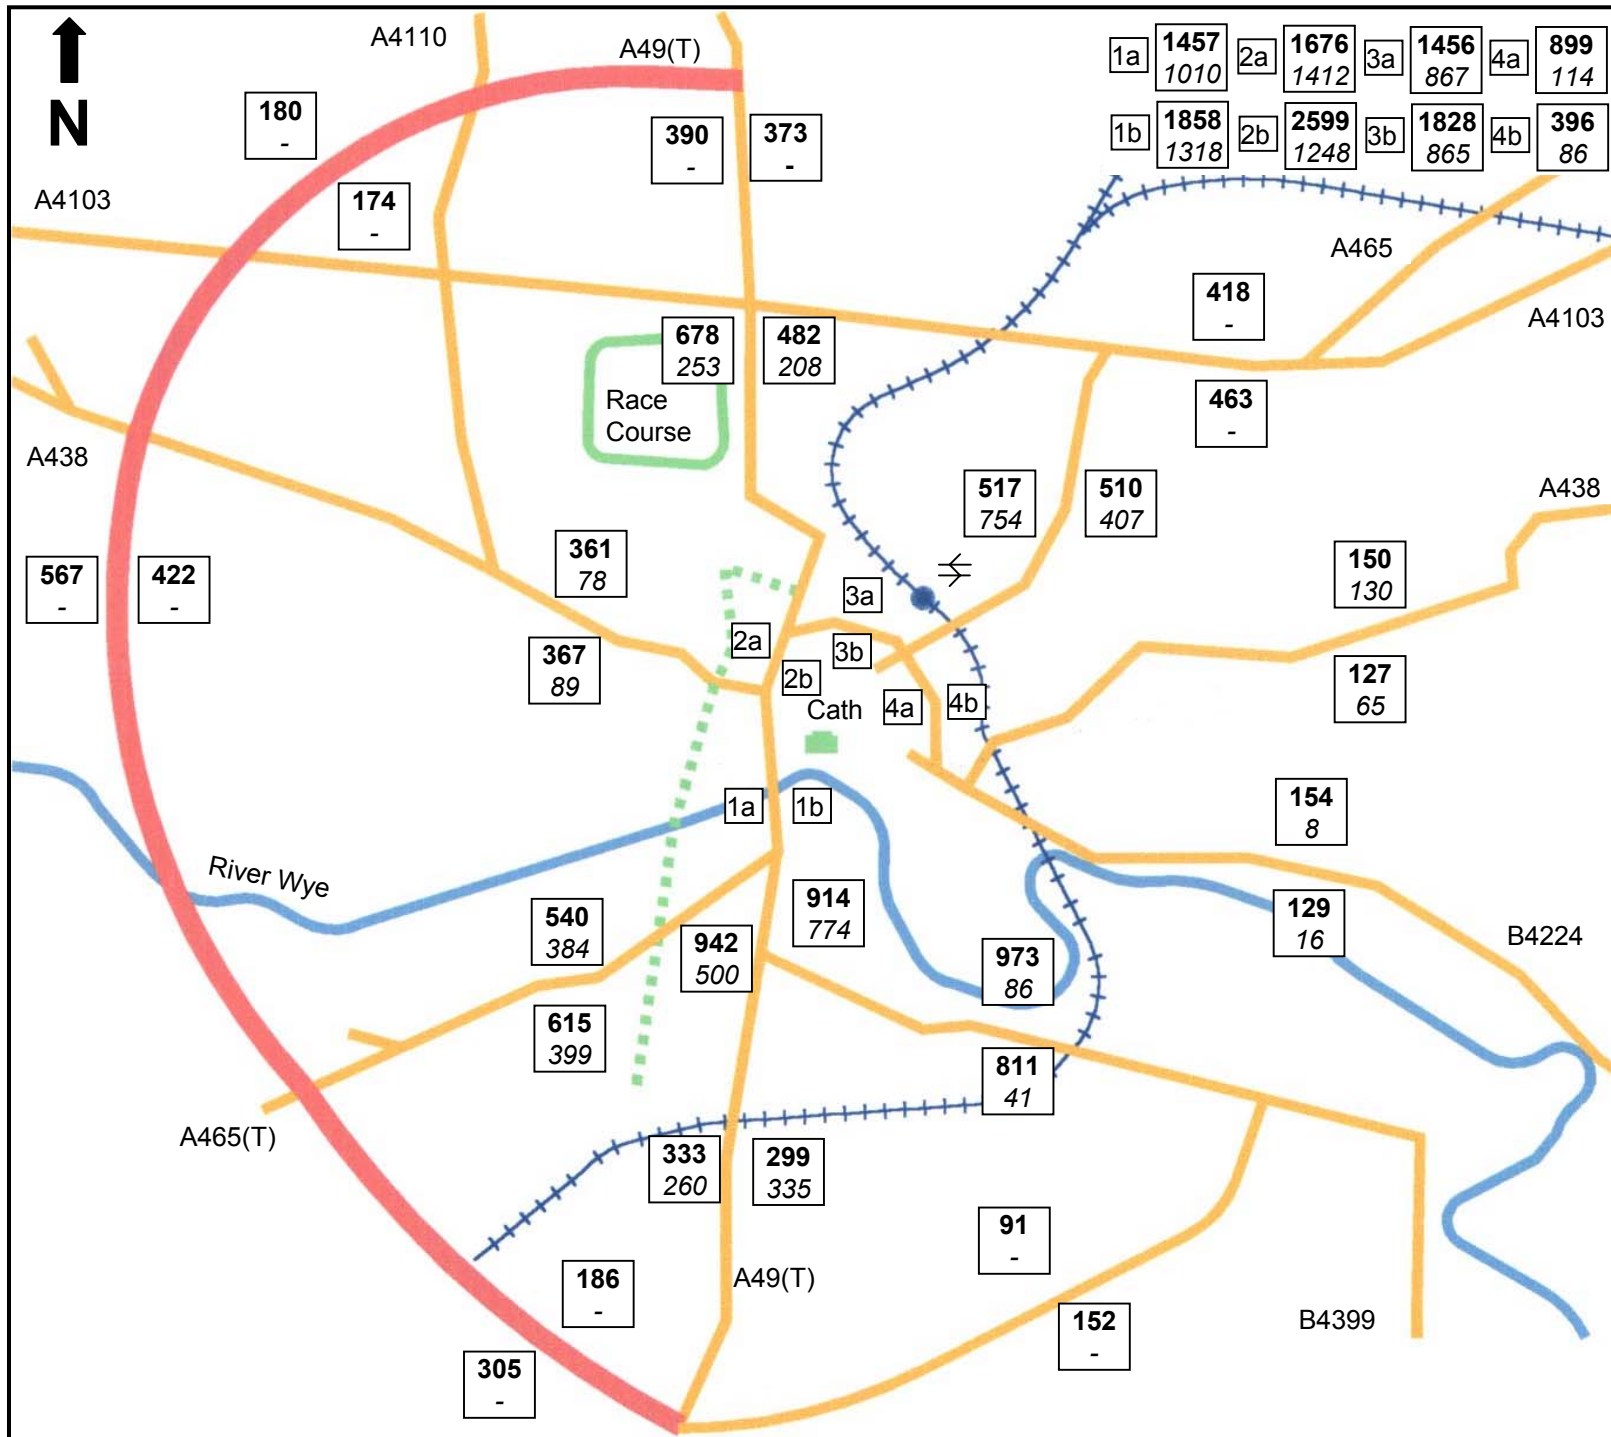 A4110
A49(T)
1a
1457
1010
2a
1676
1412
3a
1456
867
4a
899
114
1b
1858
1318
2b
2599
1248
3b
1828
865
4b
396
86
N
180
-
390
-
373
-
A4103
174
-
A465
418
-
A4103
678
253
482
208
Race
Course
463
-
A438
517
754
510
407
A438
361
78
150
130
567
-
422
-
3a
2a
3b
367
89
2b
127
65
Cath
4a
4b
1a
1b
154
8
River Wye
540
384
914
774
129
16
942
500
973
86
B4224
615
399
811
41
A465(T)
333
260
299
335
91
-
186
-
A49(T)
152
-
B4399
305
-